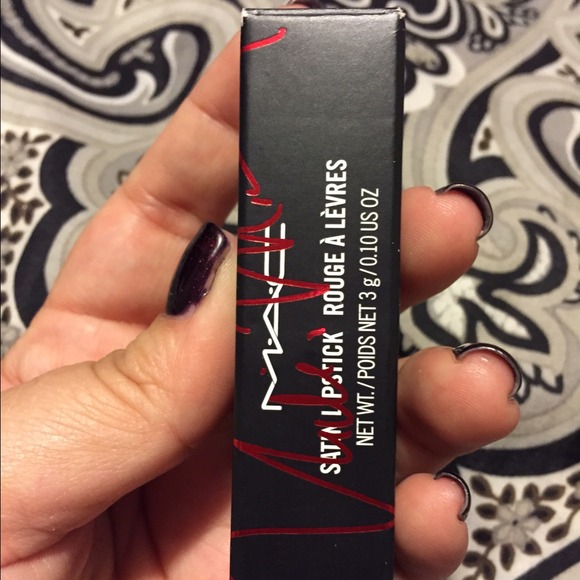 M·A·C
SATIN LIPSTICK ROUGE À LÈVRES
NET WT./POIDS NET 3 g/0.10 US OZ